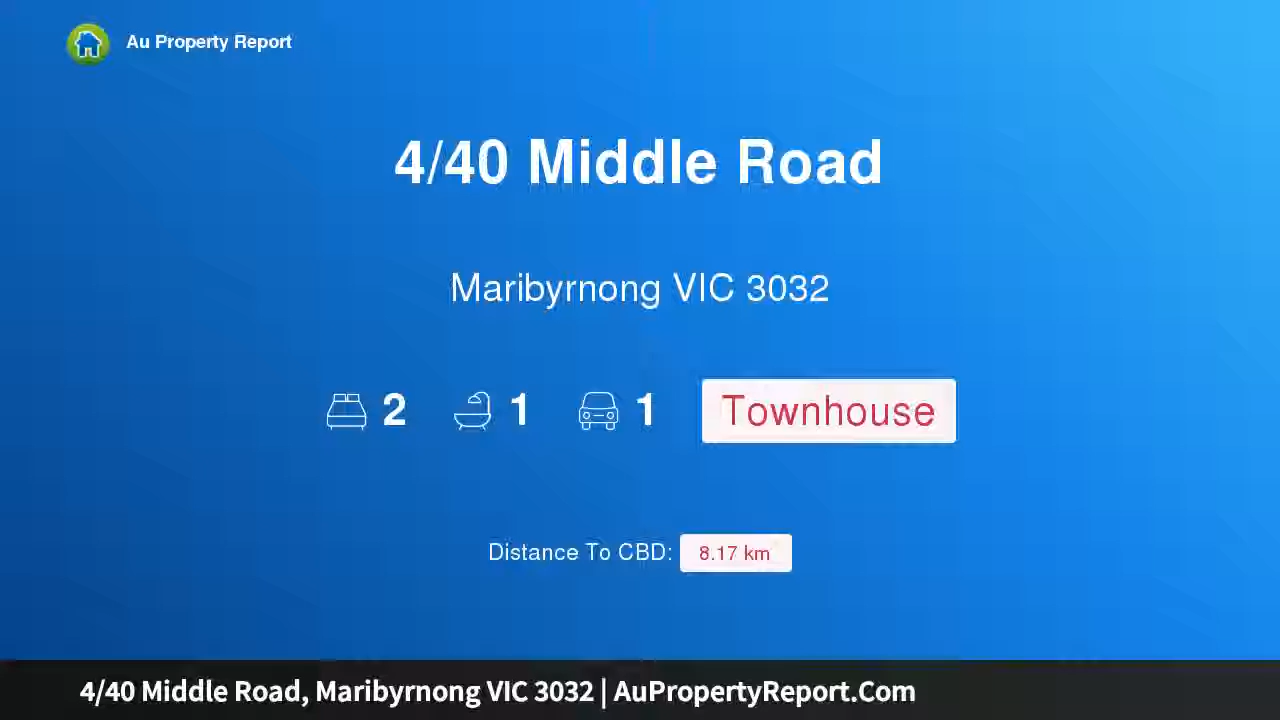 Au Property Report
4/40 Middle Road
Maribyrnong VIC 3032
2 1 1 Townhouse
Distance To CBD: 8.17 km
4/40 Middle Road, Maribyrnong VIC 3032 | AuPropertyReport.Com